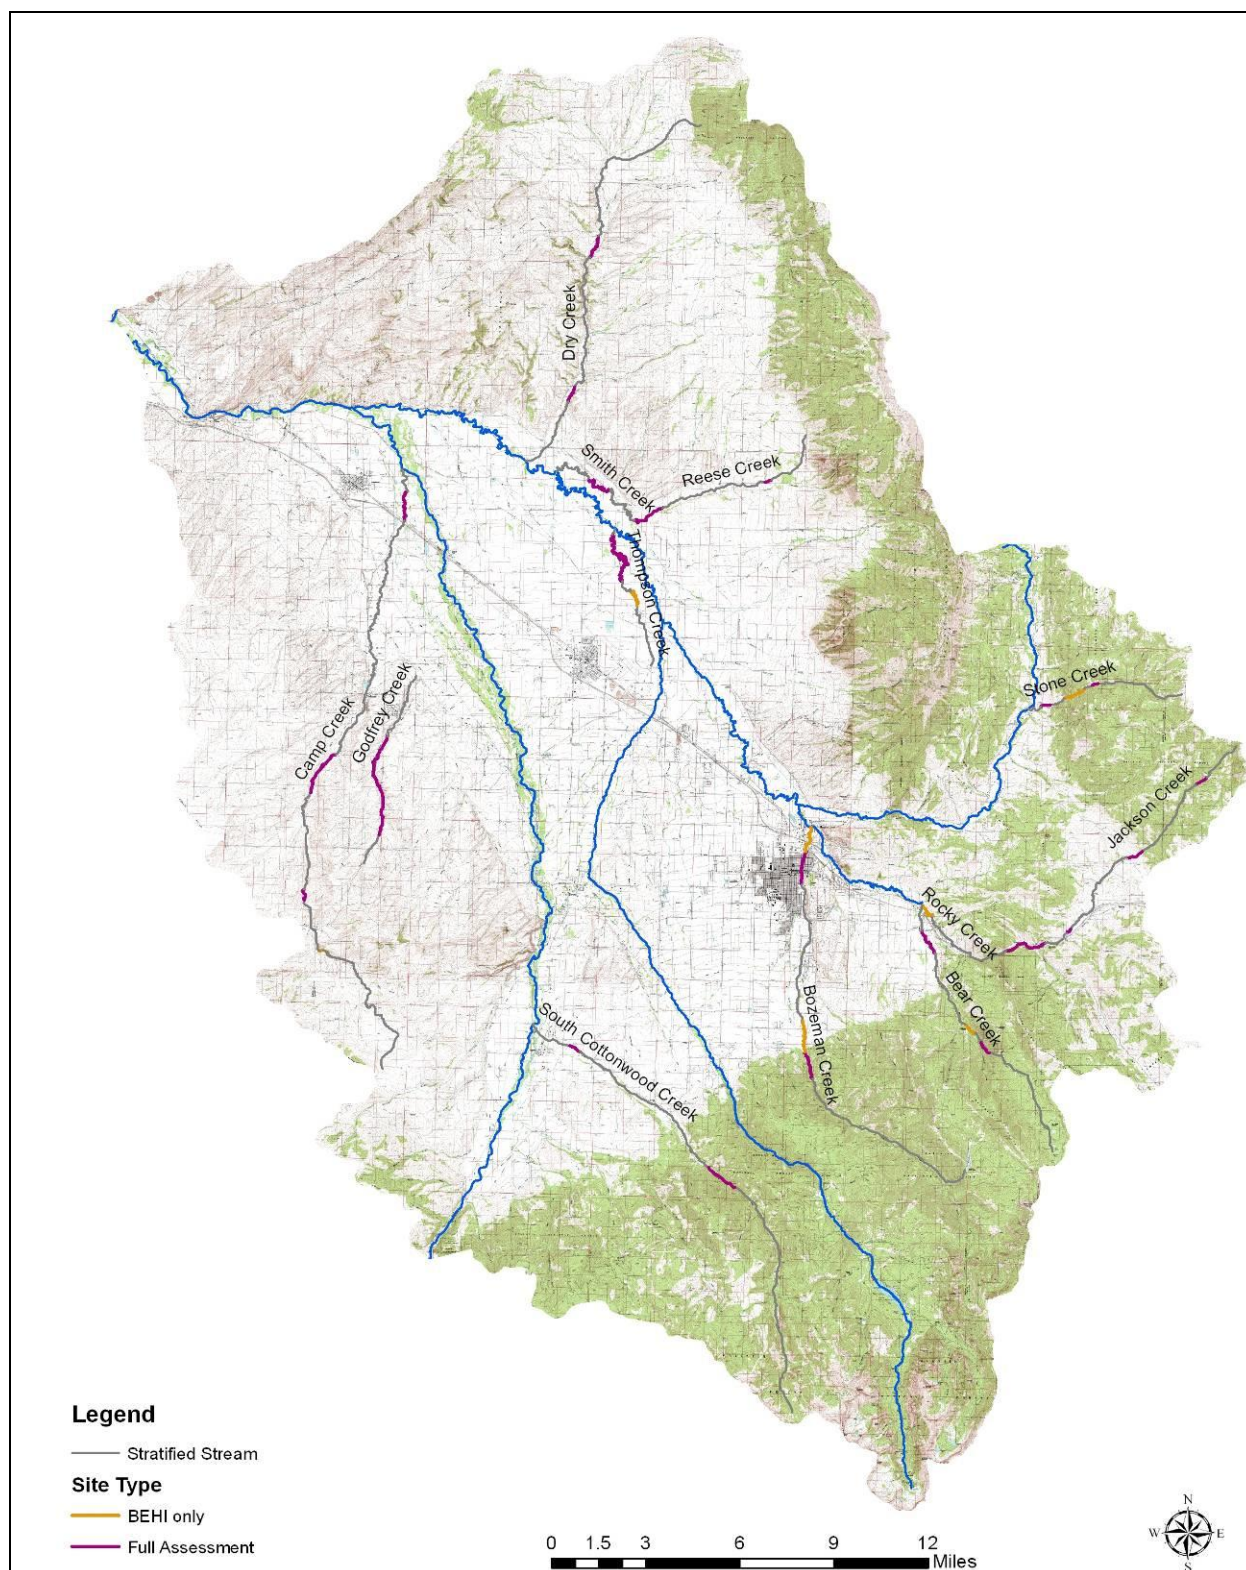 Dry Creek
Smith Creek
Reese Creek
Thompson Creek
Stone Creek
Camp Creek
Godfrey Creek
Jackson Creek
Rocky Creek
Bear Creek
Bozeman Creek
South Cottonwood Creek
Legend
Stratified Stream
Site Type
BEHI only
Full Assessment
0 1.5 3 6 9 12
Miles
N
W E
S